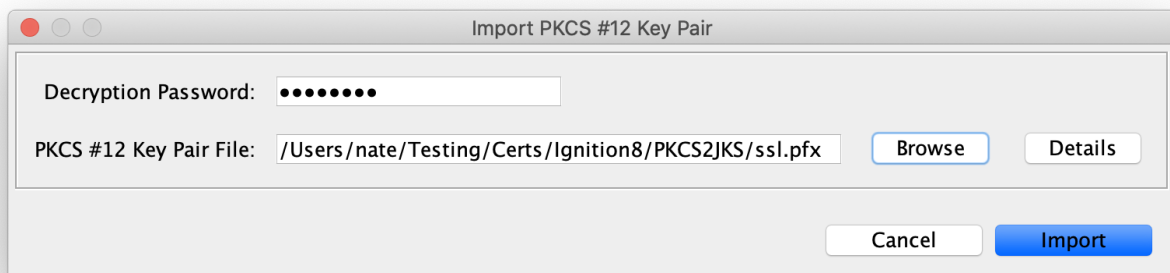 Import PKCS #12 Key Pair
Decryption Password: ●●●●●●●●
PKCS #12 Key Pair File: /Users/nate/Testing/Certs/Ignition8/PKCS2JKS/ssl.pfx Browse Details
Cancel Import